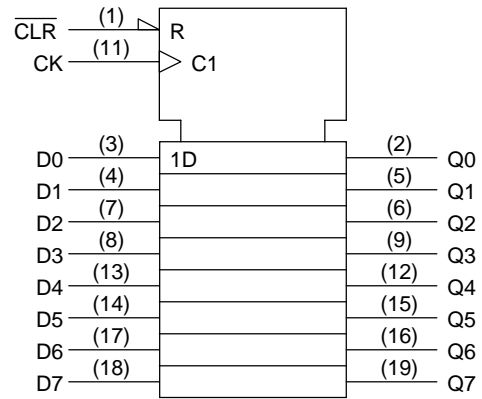 C̅L̅R̅ (1) R
CK (11) C1
D0 (3) 1D (2) Q0
D1 (4) (5) Q1
D2 (7) (6) Q2
D3 (8) (9) Q3
D4 (13) (12) Q4
D5 (14) (15) Q5
D6 (17) (16) Q6
D7 (18) (19) Q7